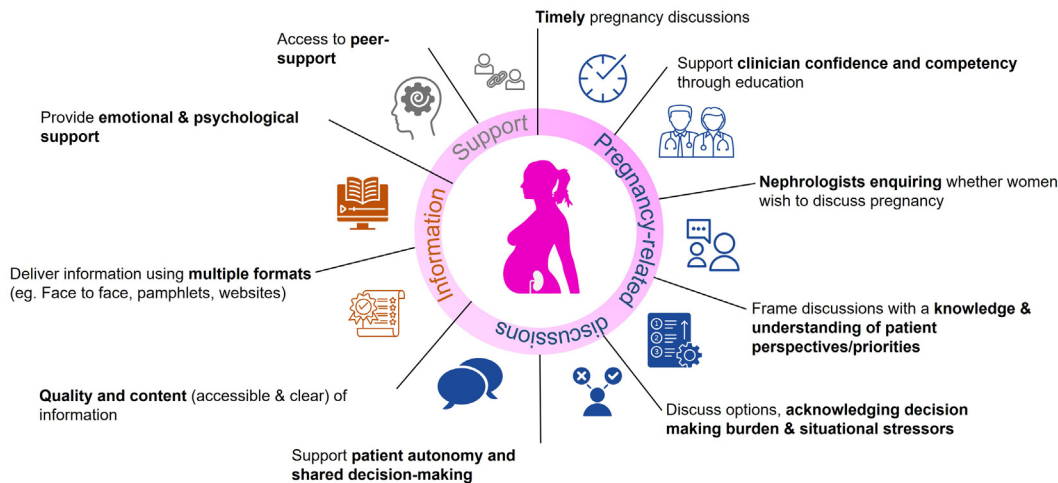 Timely pregnancy discussions
Access to peer-
support
Support clinician confidence and competency
through education
Provide emotional & psychological
support
Nephrologists enquiring whether women
wish to discuss pregnancy
Deliver information using multiple formats
(eg. Face to face, pamphlets, websites)
Frame discussions with a knowledge &
understanding of patient
perspectives/priorities
Quality and content (accessible & clear) of
information
Discuss options, acknowledging decision
making burden & situational stressors
Support patient autonomy and
shared decision-making
Support
Pregnancy-related
discussions
Information
1
2
3